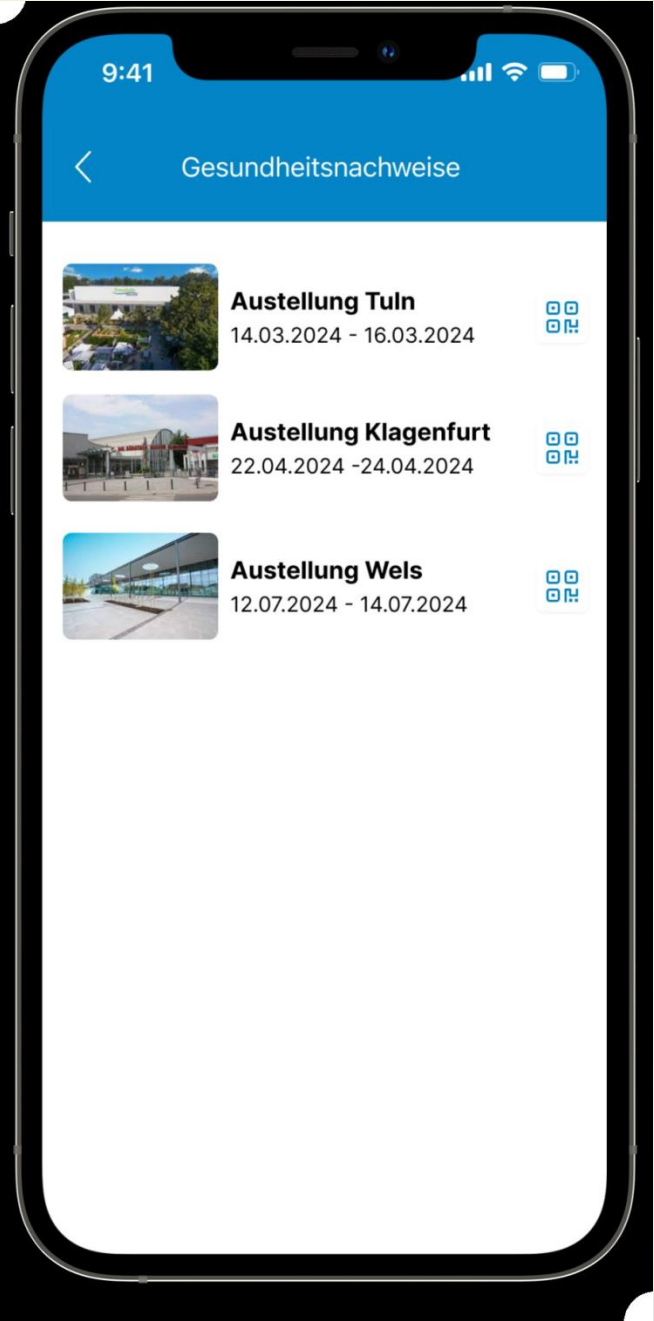 9:41
Gesundheitsnachweise
Austellung Tuln
14.03.2024 - 16.03.2024
Austellung Klagenfurt
22.04.2024 -24.04.2024
Austellung Wels
12.07.2024 - 14.07.2024